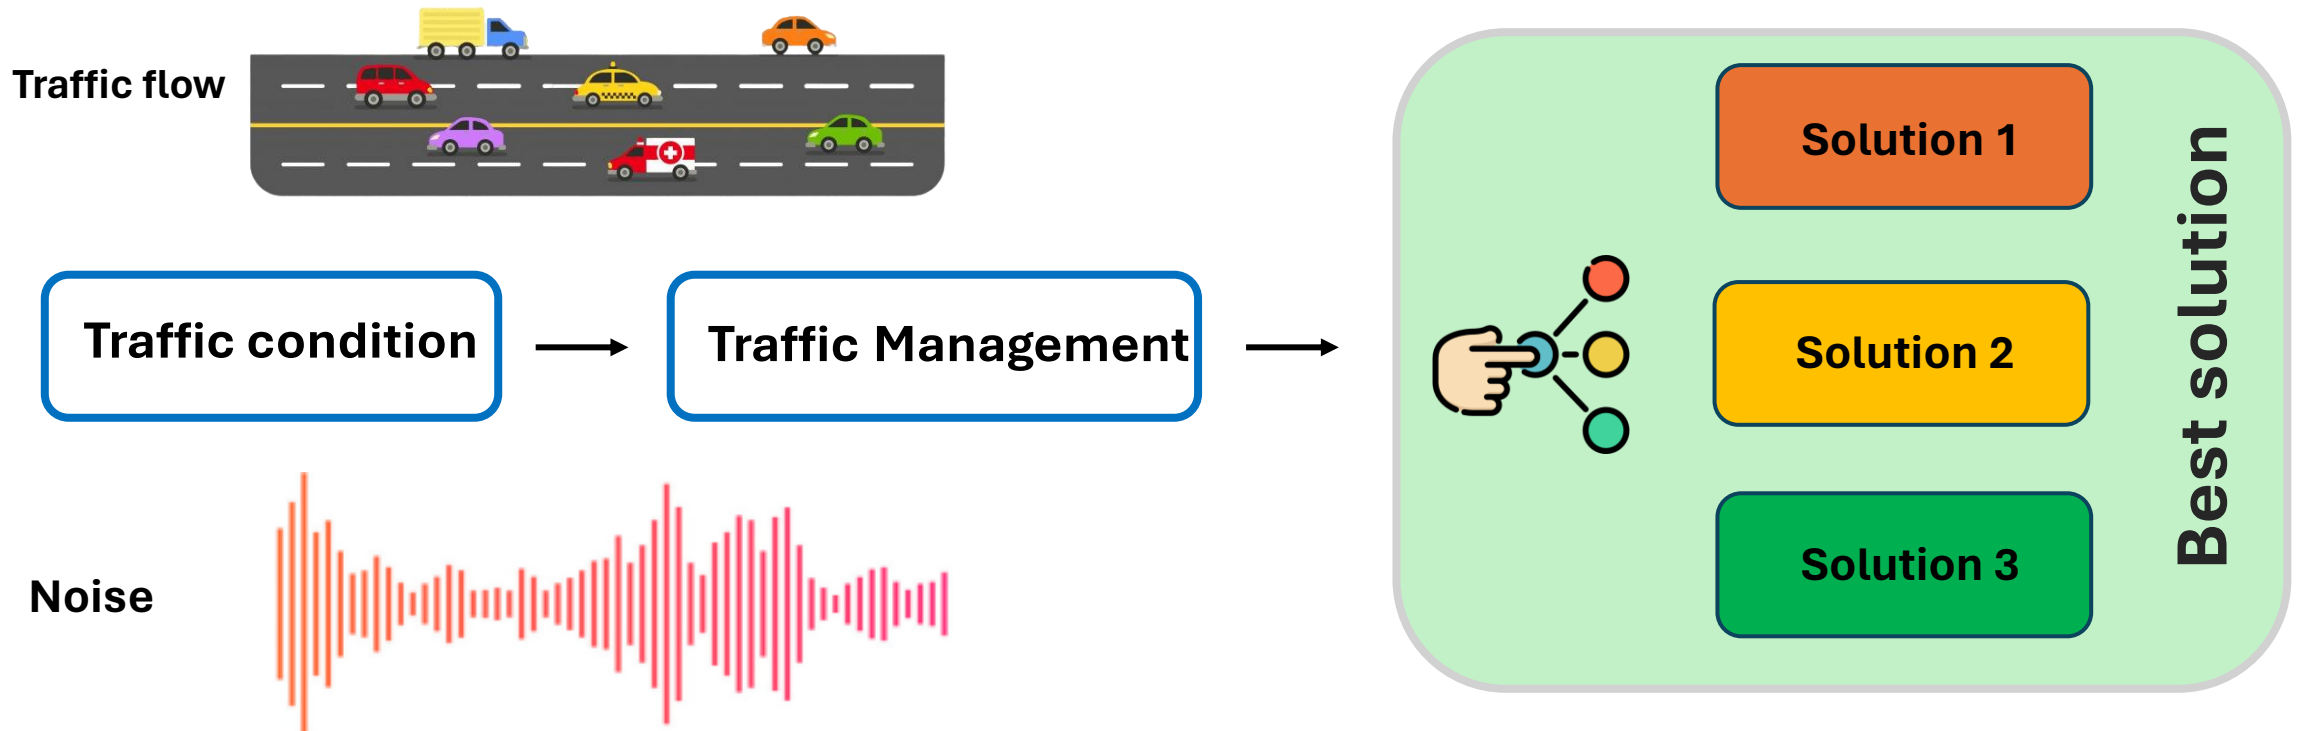 Traffic flow
Traffic condition
Traffic Management
Noise
Solution 1
Solution 2
Solution 3
Best solution